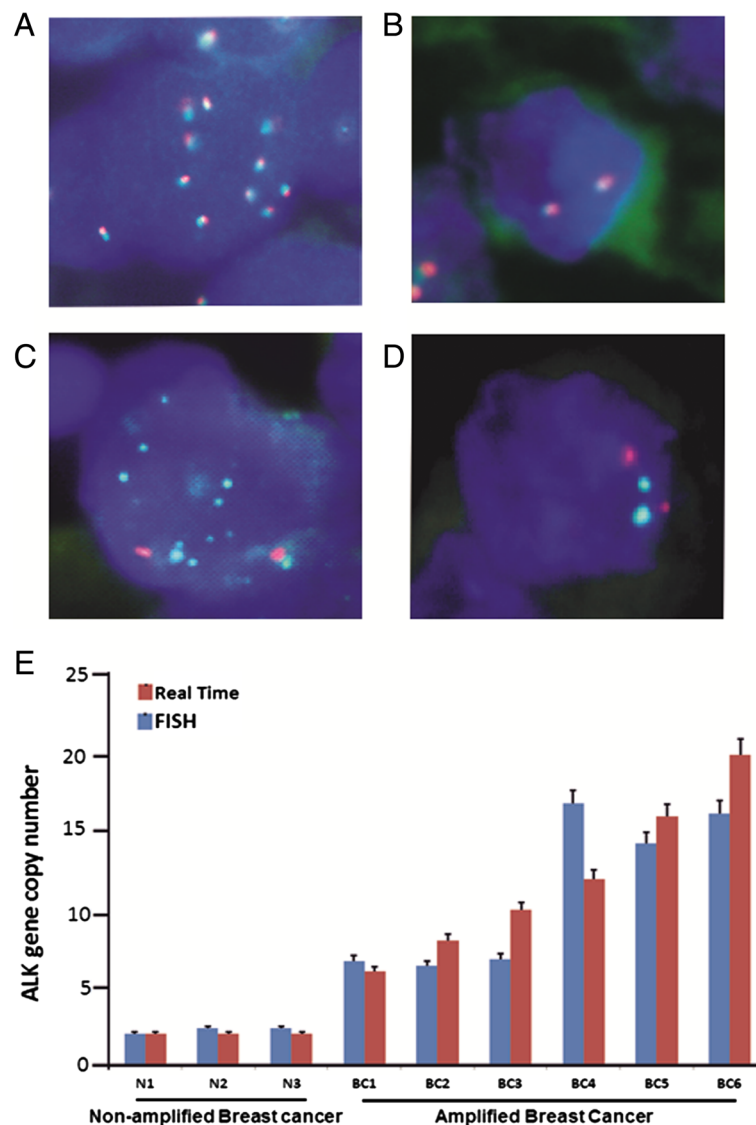 A
B
C
D
E
ALK gene copy number
25
20
15
10
5
0
Real Time
FISH
N1 N2 N3 BC1 BC2 BC3 BC4 BC5 BC6
Non-amplified Breast cancer Amplified Breast Cancer